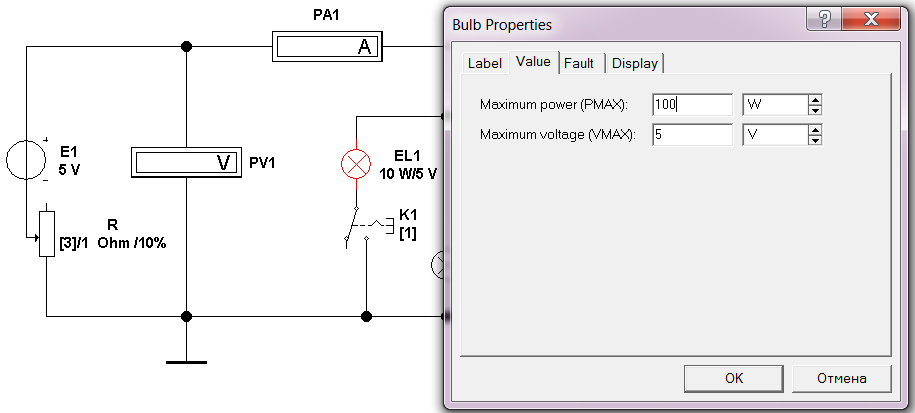 PA1
A
E1
5 V
+
V
PV1
EL1
10 W/5 V
R
[3]/1 Ohm /10%
K1
[1]
Bulb Properties
?
Label Value Fault Display
Maximum power (PMAX): 100 W
Maximum voltage (VMAX): 5 V
OK Отмена